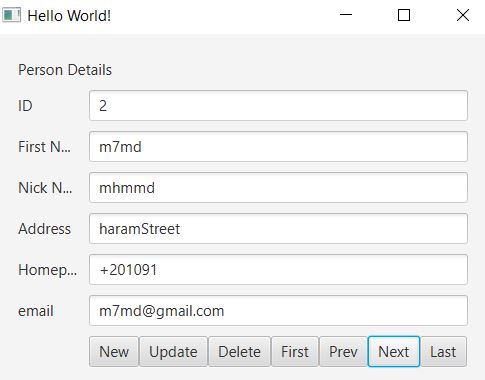 Hello World!
Person Details
ID 2
First N... m7md
Nick N... mhmmd
Address haramStreet
Homep... +201091
email m7md@gmail.com
New Update Delete First Prev Next Last